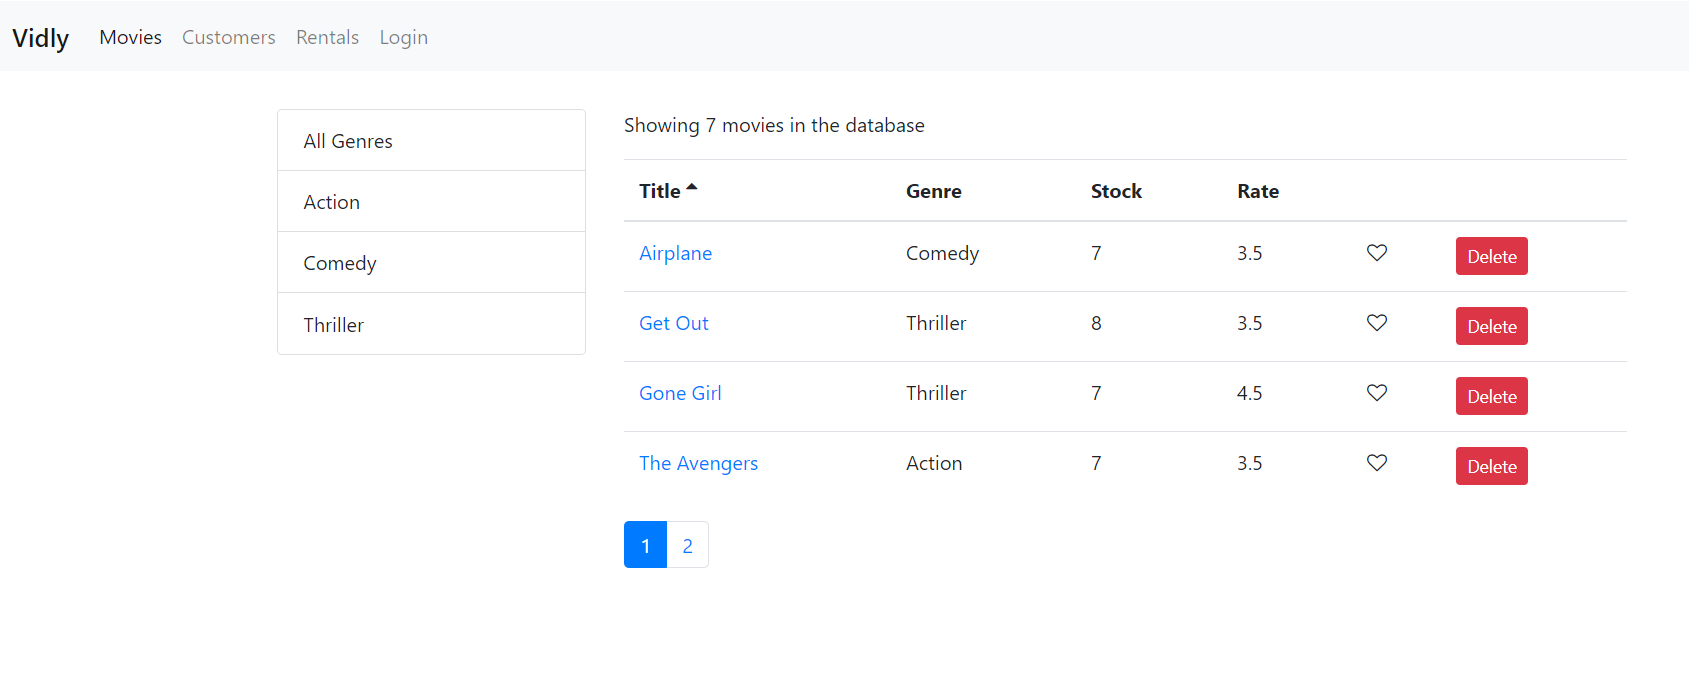 Vidly Movies Customers Rentals Login
All Genres
Action
Comedy
Thriller
Showing 7 movies in the database
Title Genre Stock Rate
Airplane Comedy 7 3.5 Delete
Get Out Thriller 8 3.5 Delete
Gone Girl Thriller 7 4.5 Delete
The Avengers Action 7 3.5 Delete
1 2